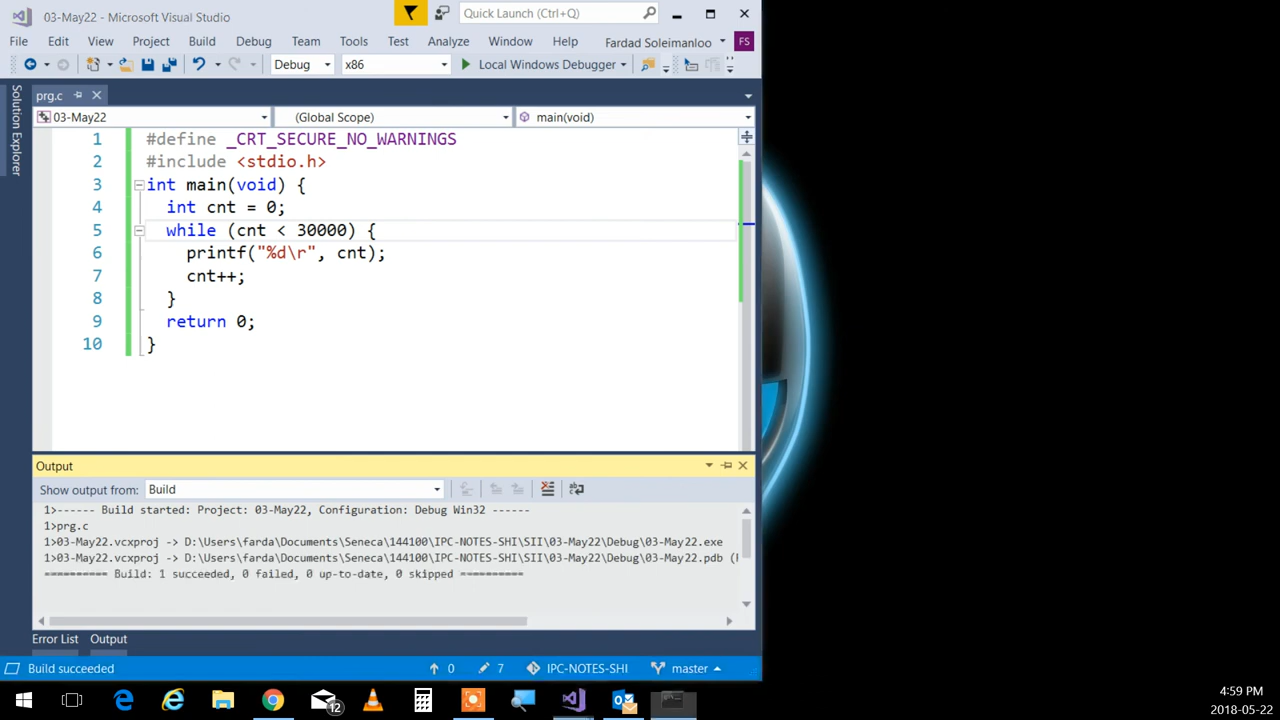 03-May22 - Microsoft Visual Studio
Quick Launch (Ctrl+Q)
File Edit View Project Build Debug Team Tools Test Analyze Window Help Fardad Soleimanloo FS
Debug x86 Local Windows Debugger
Solution Explorer
prg.c
03-May22 (Global Scope) main(void)
1 #define _CRT_SECURE_NO_WARNINGS
2 #include <stdio.h>
3 int main(void) {
4 int cnt = 0;
5 while (cnt < 30000) {
6 printf("%d\r", cnt);
7 cnt++;
8 }
9 return 0;
10 }
Output
Show output from: Build
1>------ Build started: Project: 03-May22, Configuration: Debug Win32 ------
1>prg.c
1>03-May22.vcxproj -> D:\Users\farda\Documents\Seneca\144100\IPC-NOTES-SHI\SII\03-May22\Debug\03-May22.exe
1>03-May22.vcxproj -> D:\Users\farda\Documents\Seneca\144100\IPC-NOTES-SHI\SII\03-May22\Debug\03-May22.pdb (
========== Build: 1 succeeded, 0 failed, 0 up-to-date, 0 skipped ==========
Error List Output
Build succeeded 0 7 IPC-NOTES-SHI master
12
4:59 PM
2018-05-22